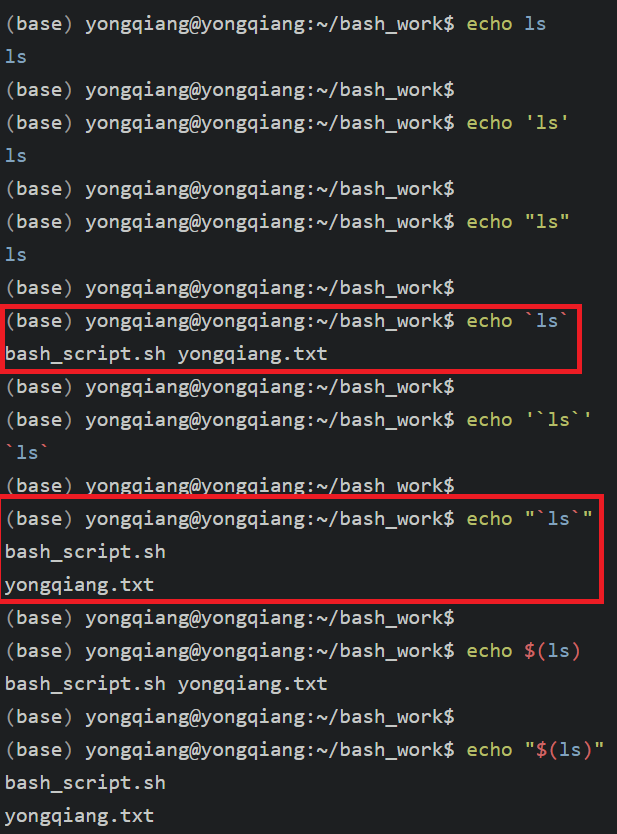 (base) yongqiang@yongqiang:~/bash_work$ echo ls
ls
(base) yongqiang@yongqiang:~/bash_work$
(base) yongqiang@yongqiang:~/bash_work$ echo 'ls'
ls
(base) yongqiang@yongqiang:~/bash_work$
(base) yongqiang@yongqiang:~/bash_work$ echo "ls"
ls
(base) yongqiang@yongqiang:~/bash_work$
(base) yongqiang@yongqiang:~/bash_work$ echo `ls`
bash_script.sh yongqiang.txt
(base) yongqiang@yongqiang:~/bash_work$
(base) yongqiang@yongqiang:~/bash_work$ echo '`ls`'
`ls`
(base) yongqiang@yongqiang:~/bash_work$
(base) yongqiang@yongqiang:~/bash_work$ echo "`ls`"
bash_script.sh
yongqiang.txt
(base) yongqiang@yongqiang:~/bash_work$
(base) yongqiang@yongqiang:~/bash_work$ echo $(ls)
bash_script.sh yongqiang.txt
(base) yongqiang@yongqiang:~/bash_work$
(base) yongqiang@yongqiang:~/bash_work$ echo "$(ls)"
bash_script.sh
yongqiang.txt